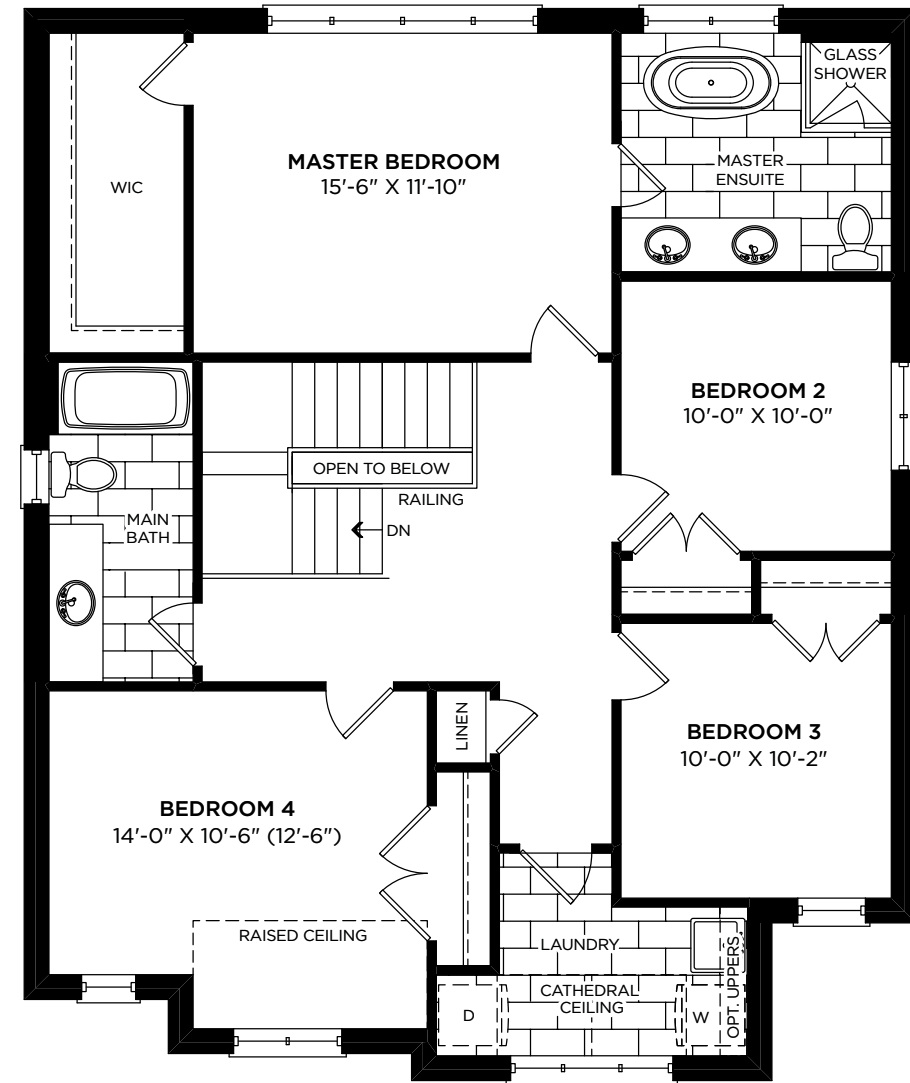 GLASS
SHOWER
MASTER BEDROOM
15'-6" X 11'-10"
WIC
MASTER
ENSUITE
BEDROOM 2
10'-0" X 10'-0"
OPEN TO BELOW
RAILING
DN
MAIN
BATH
LINEN
BEDROOM 3
10'-0" X 10'-2"
BEDROOM 4
14'-0" X 10'-6" (12'-6")
RAISED CEILING
LAUNDRY
CATHEDRAL
CEILING
OPT. UPPERS
D
W